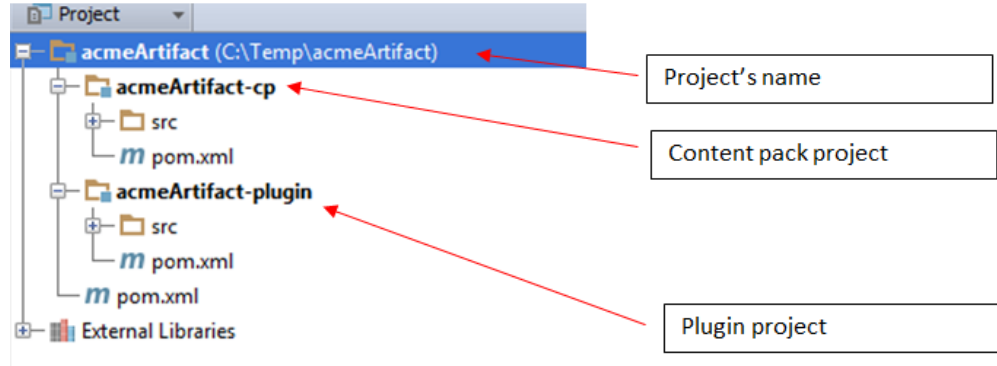 Project
acmeArtifact (C:\Temp\acmeArtifact)
Project's name
acmeArtifact-cp
Content pack project
src
m pom.xml
acmeArtifact-plugin
src
m pom.xml
m pom.xml
Plugin project
External Libraries